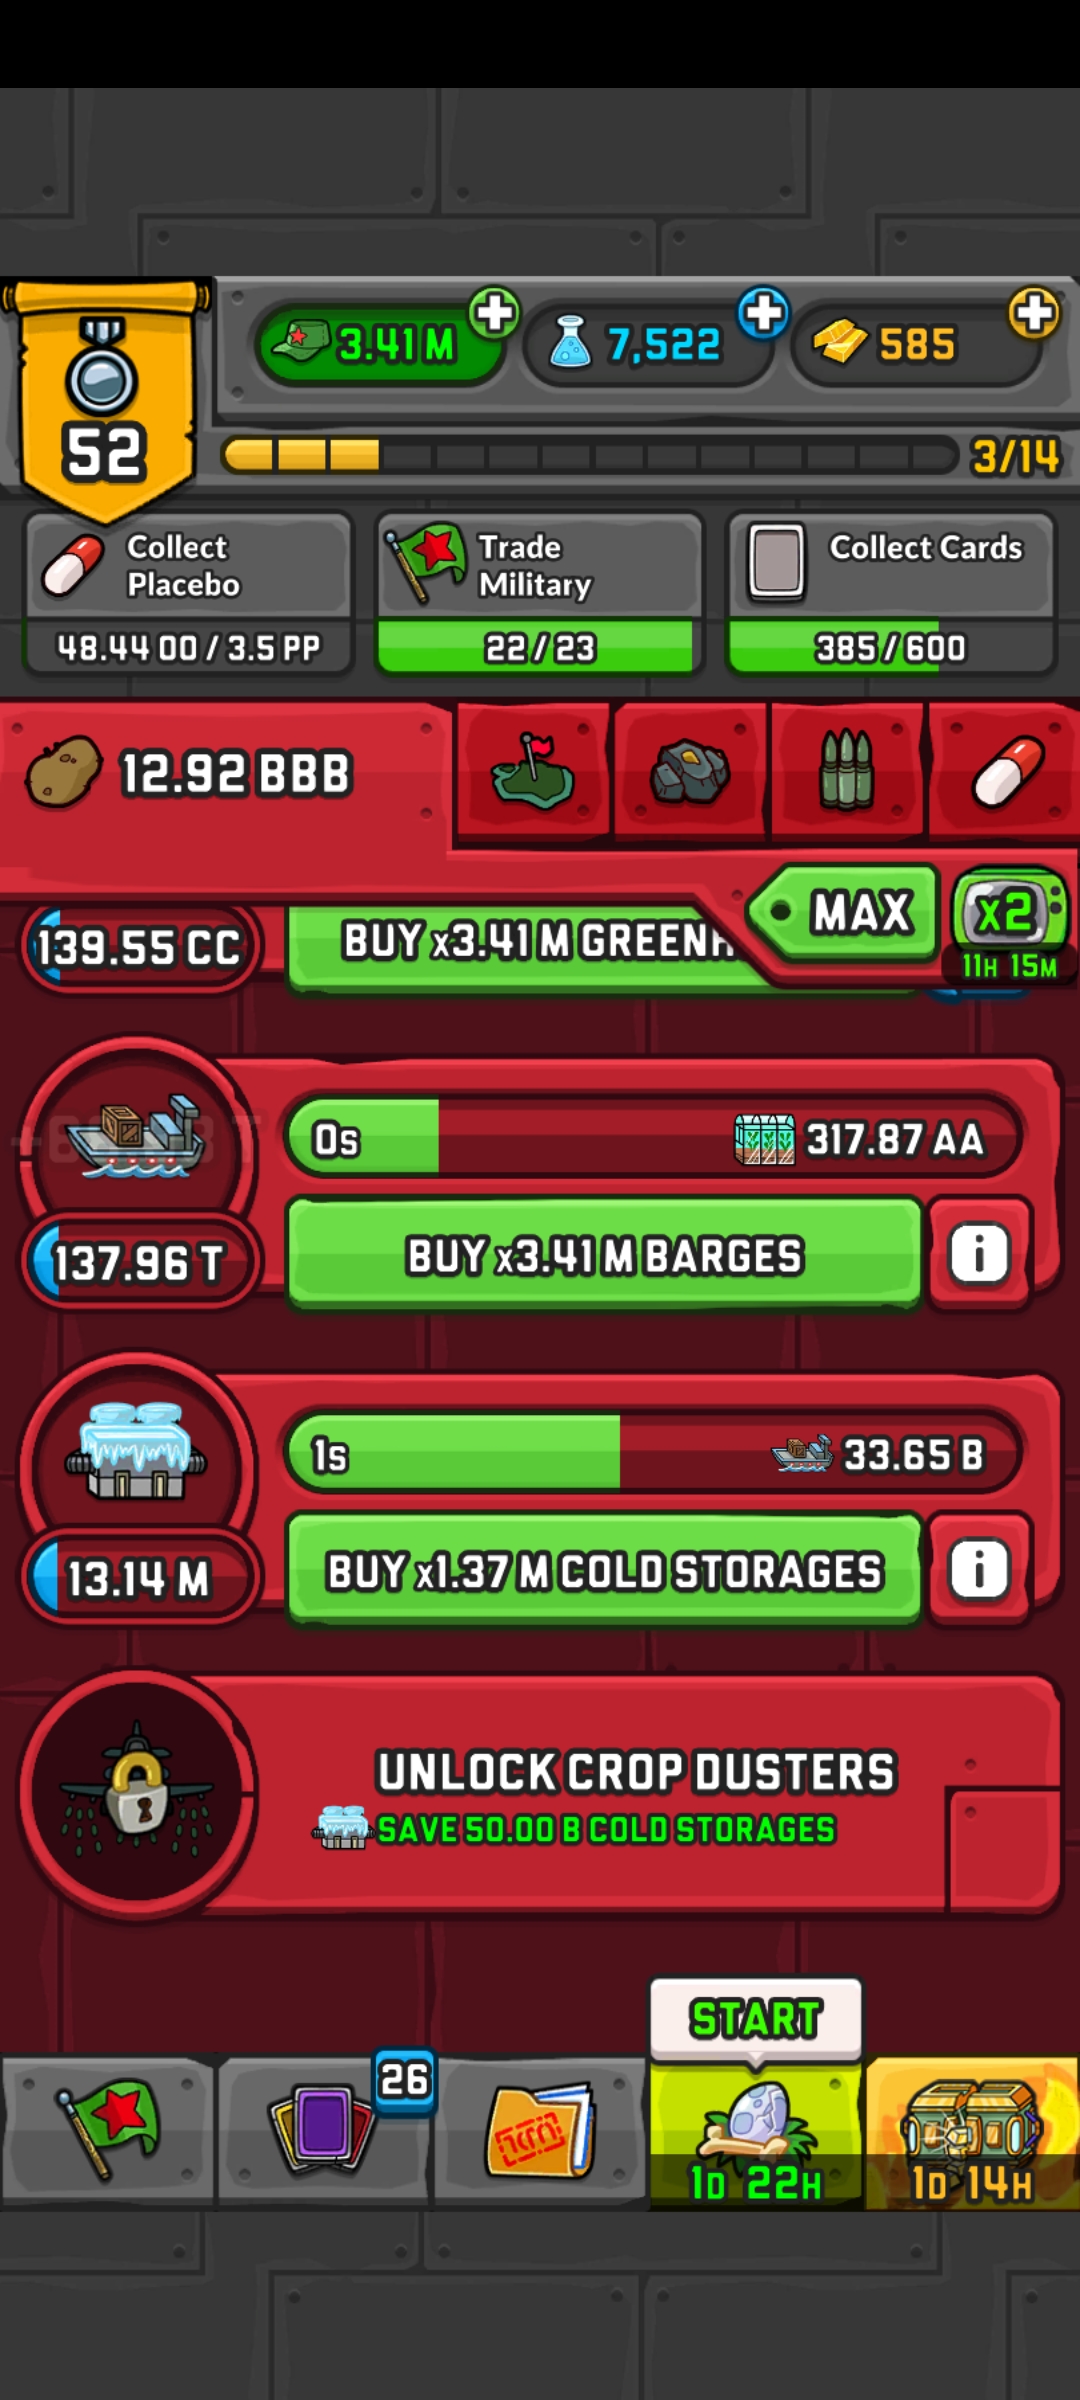 3.41 M
7,522
585
52
3/14
Collect
Placebo
Trade
Military
Collect Cards
48.44 OO / 3.5 PP
22 / 23
385 / 600
12.92 BBB
MAX
x2
11H 15M
139.55 CC
BUY x3.41 M
0s
317.87 AA
137.96 T
BUY x3.41 M BARGES
i
1s
33.65 B
13.14 M
BUY x1.37 M COLD STORAGES
i
UNLOCK CROP DUSTERS
SAVE 50.00 B COLD STORAGES
START
26
1D 22H
1D 14H